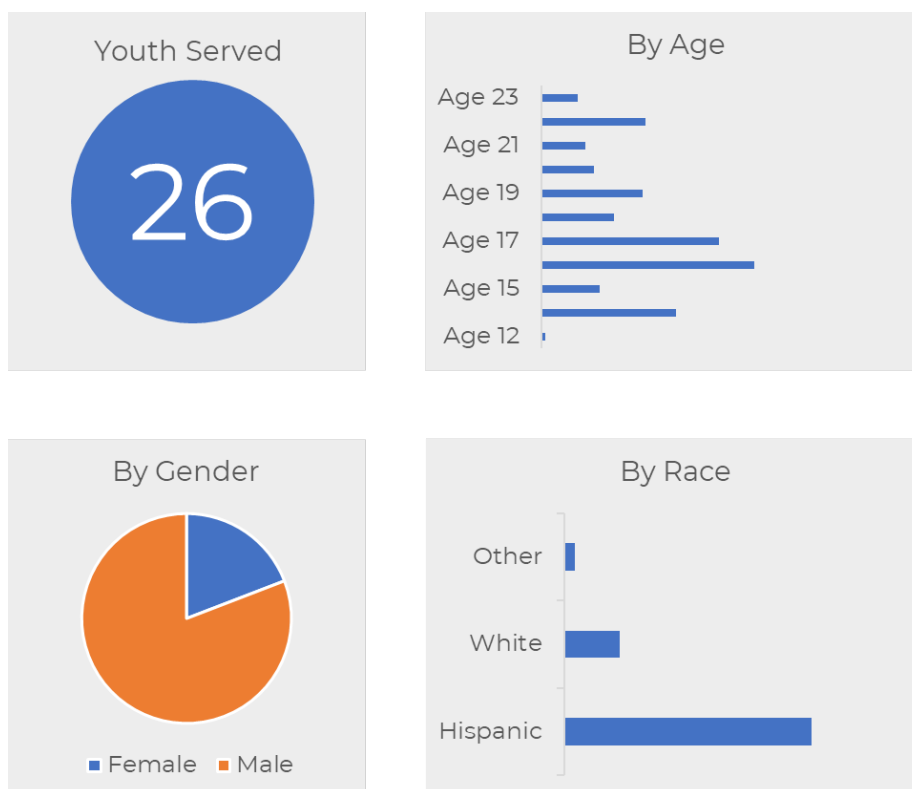 Youth Served
26
By Age
Age 23
Age 21
Age 19
Age 17
Age 15
Age 12
By Gender
Female
Male
By Race
Other
White
Hispanic